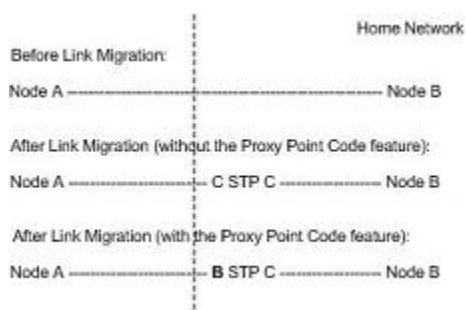 Home Network
Before Link Migration:
Node A Node B
After Link Migration (without the Proxy Point Code feature):
Node A C STP C Node B
After Link Migration (with the Proxy Point Code feature):
Node A B STP C Node B